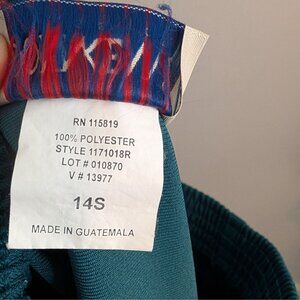 RN 115819
100% POLYESTER
STYLE 1171018R
LOT # 010870
V # 13977
14S
MADE IN GUATEMALA